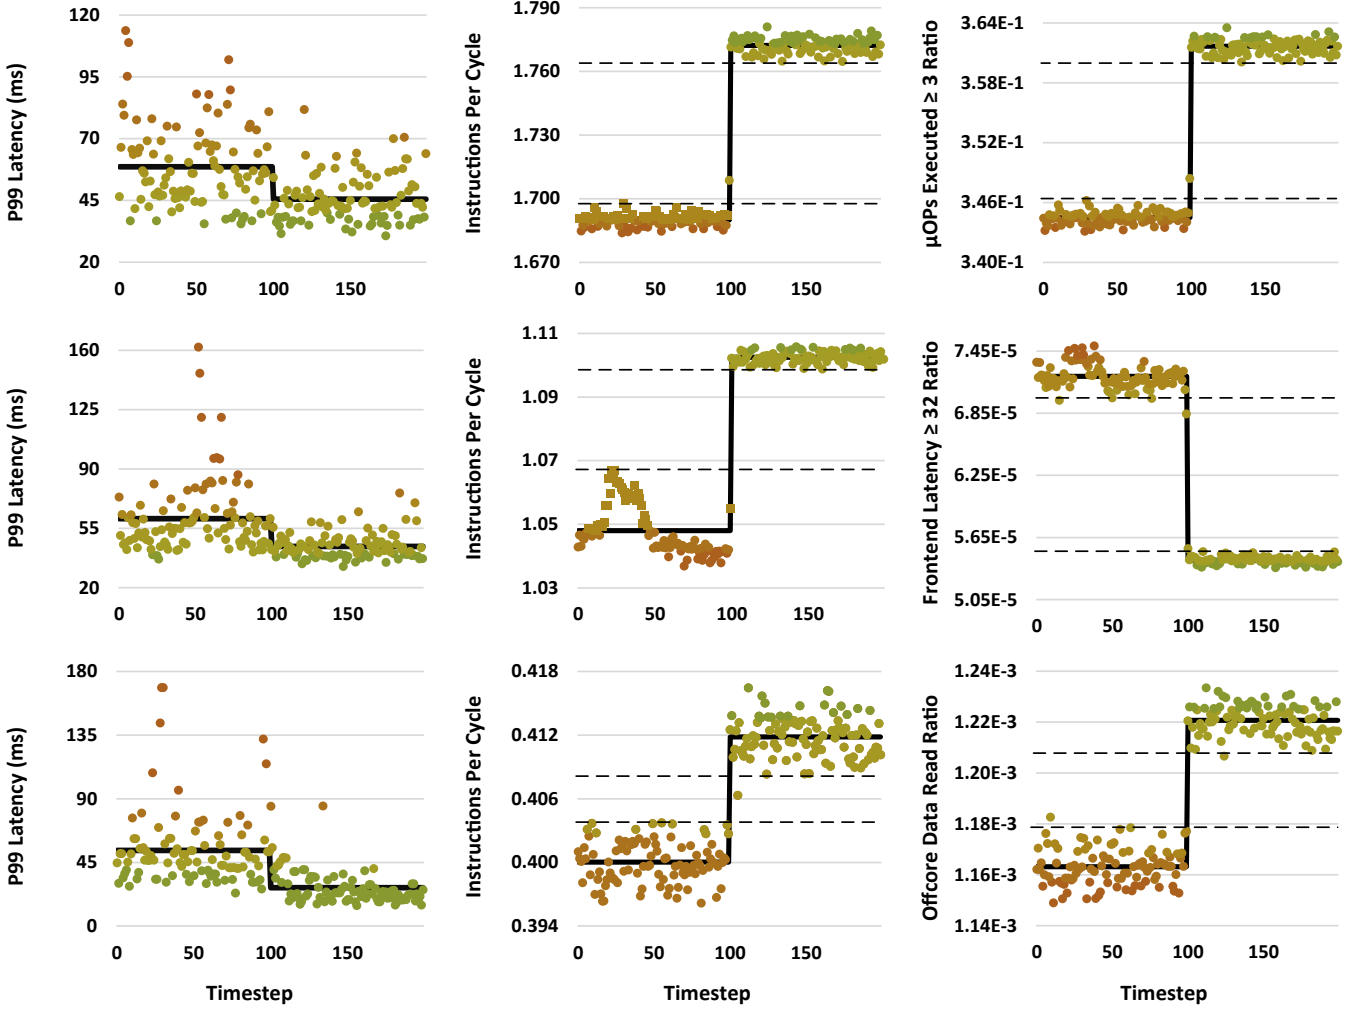 P99 Latency (ms)
120
95
70
45
20
0 50 100 150
Instructions Per Cycle
1.790
1.760
1.730
1.700
1.670
0 50 100 150
µOPs Executed ≥ 3 Ratio
3.64E-1
3.58E-1
3.52E-1
3.46E-1
3.40E-1
0 50 100 150
P99 Latency (ms)
160
125
90
55
20
0 50 100 150
Instructions Per Cycle
1.11
1.09
1.07
1.05
1.03
0 50 100 150
Frontend Latency ≥ 32 Ratio
7.45E-5
6.85E-5
6.25E-5
5.65E-5
5.05E-5
0 50 100 150
P99 Latency (ms)
180
135
90
45
0
0 50 100 150
Timestep
Instructions Per Cycle
0.418
0.412
0.406
0.400
0.394
0 50 100 150
Timestep
Offcore Data Read Ratio
1.24E-3
1.22E-3
1.20E-3
1.18E-3
1.16E-3
1.14E-3
0 50 100 150
Timestep